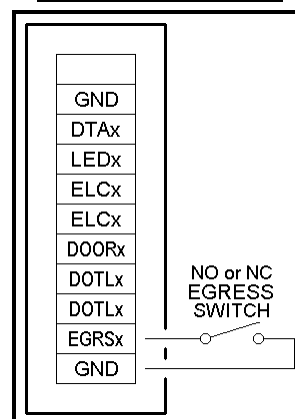 GND
DTAx
LEDx
ELCx
ELCx
DOORx
DOTLx
DOTLx
EGRSx
GND
NO or NC
EGRESS
SWITCH